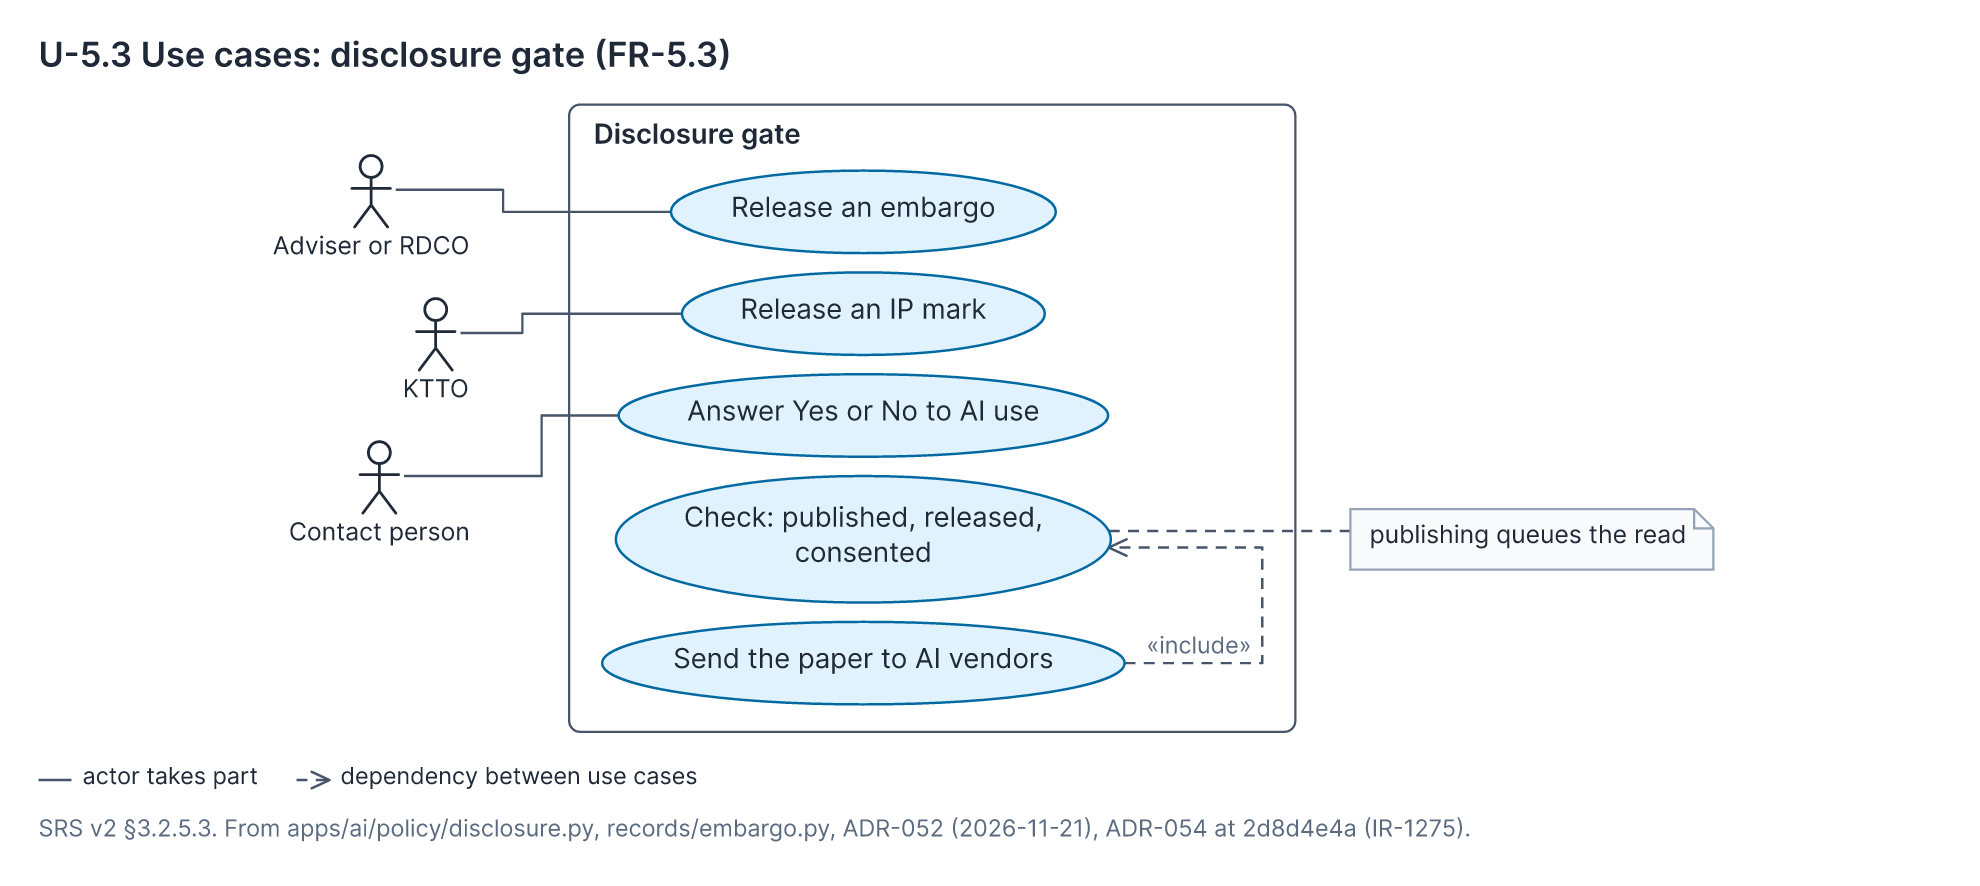 U-5.3 Use cases: disclosure gate (FR-5.3)
Disclosure gate
Adviser or RDCO
Release an embargo
KTTO
Release an IP mark
Contact person
Answer Yes or No to AI use
Check: published, released,
consented
publishing queues the read
Send the paper to AI vendors
«include»
actor takes part
dependency between use cases
SRS v2 §3.2.5.3. From apps/ai/policy/disclosure.py, records/embargo.py, ADR-052 (2026-11-21), ADR-054 at 2d8d4e4a (IR-1275).